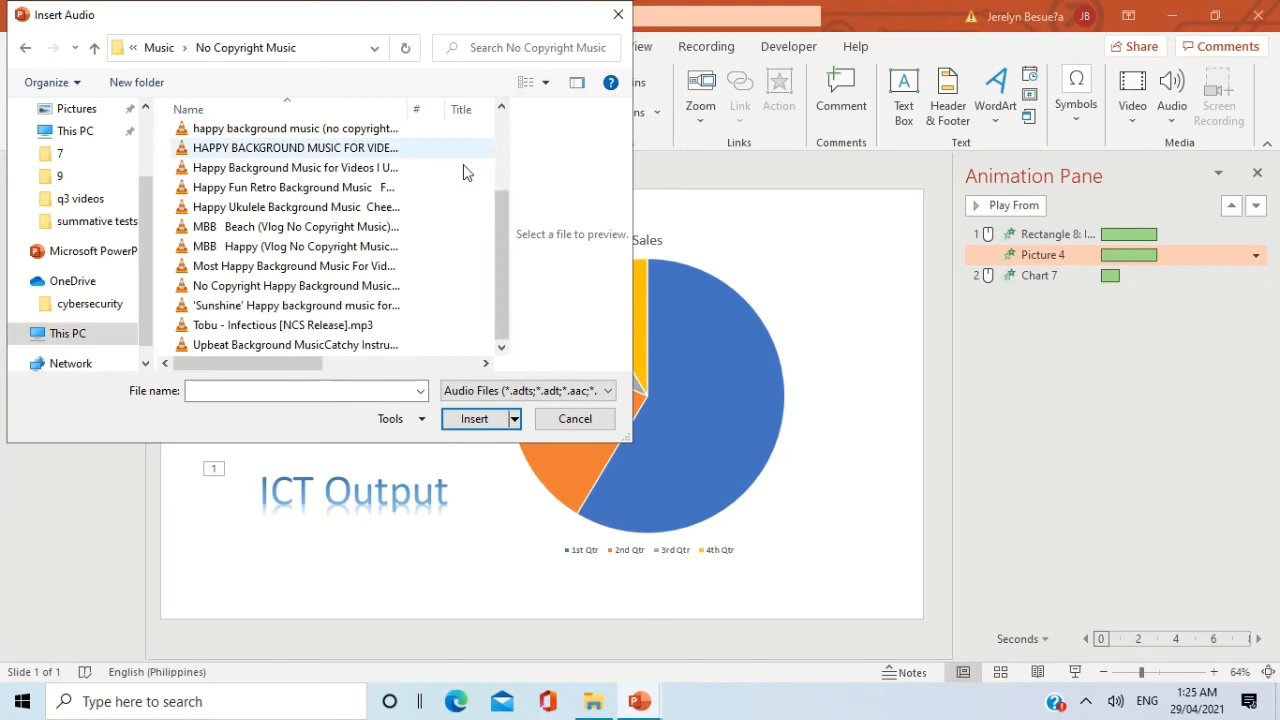 Insert Audio
Jerelyn Besue?a JB
« Music › No Copyright Music
Search No Copyright Music
iew Recording Developer Help
Share
Comments
Organize
New folder
Name # Title
Pictures
This PC
7
9
q3 videos
summative tests
Microsoft PowerP
OneDrive
cybersecurity
This PC
Network
happy background music (no copyright...
HAPPY BACKGROUND MUSIC FOR VIDE...
Happy Background Music for Videos I U...
Happy Fun Retro Background Music F...
Happy Ukulele Background Music Chee...
MBB Beach (Vlog No Copyright Music)...
MBB Happy (Vlog No Copyright Music...
Most Happy Background Music For Vid...
No Copyright Happy Background Music...
'Sunshine' Happy background music for...
Tobu - Infectious [NCS Release].mp3
Upbeat Background MusicCatchy Instru...
Select a file to preview.
File name:
Audio Files (*.adts;*.adt;*.aac;*.
Tools
Insert
Cancel
ins
ns
Zoom
Link
Action
Links
Comment
Comments
Text Box
Header & Footer
WordArt
Text
Symbols
Video
Audio
Screen Recording
Media
Sales
1
ICT Output
1st Qtr 2nd Qtr 3rd Qtr 4th Qtr
Animation Pane
Play From
1 Rectangle 8: I...
Picture 4
2 Chart 7
Seconds 0 2 4 6
Slide 1 of 1 English (Philippines)
Notes
64%
Type here to search
ENG
1:25 AM
29/04/2021